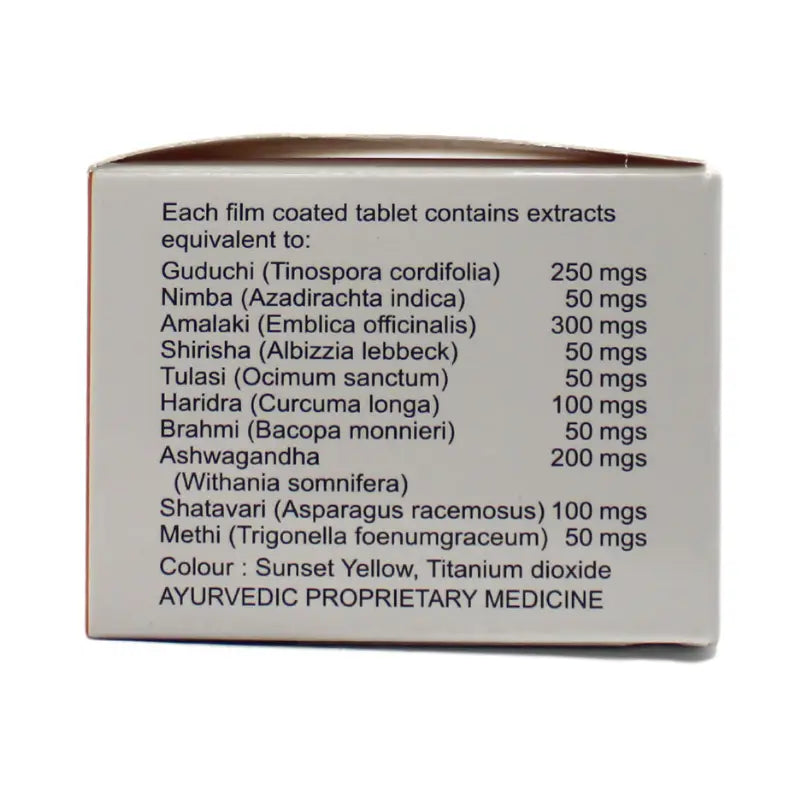 Each film coated tablet contains extracts
equivalent to:
Guduchi (Tinospora cordifolia) 250 mgs
Nimba (Azadirachta indica) 50 mgs
Amalaki (Emblica officinalis) 300 mgs
Shirisha (Albizzia lebbeck) 50 mgs
Tulasi (Ocimum sanctum) 50 mgs
Haridra (Curcuma longa) 100 mgs
Brahmi (Bacopa monnieri) 50 mgs
Ashwagandha 200 mgs
(Withania somnifera)
Shatavari (Asparagus racemosus) 100 mgs
Methi (Trigonella foenumgraceum) 50 mgs
Colour : Sunset Yellow, Titanium dioxide
AYURVEDIC PROPRIETARY MEDICINE